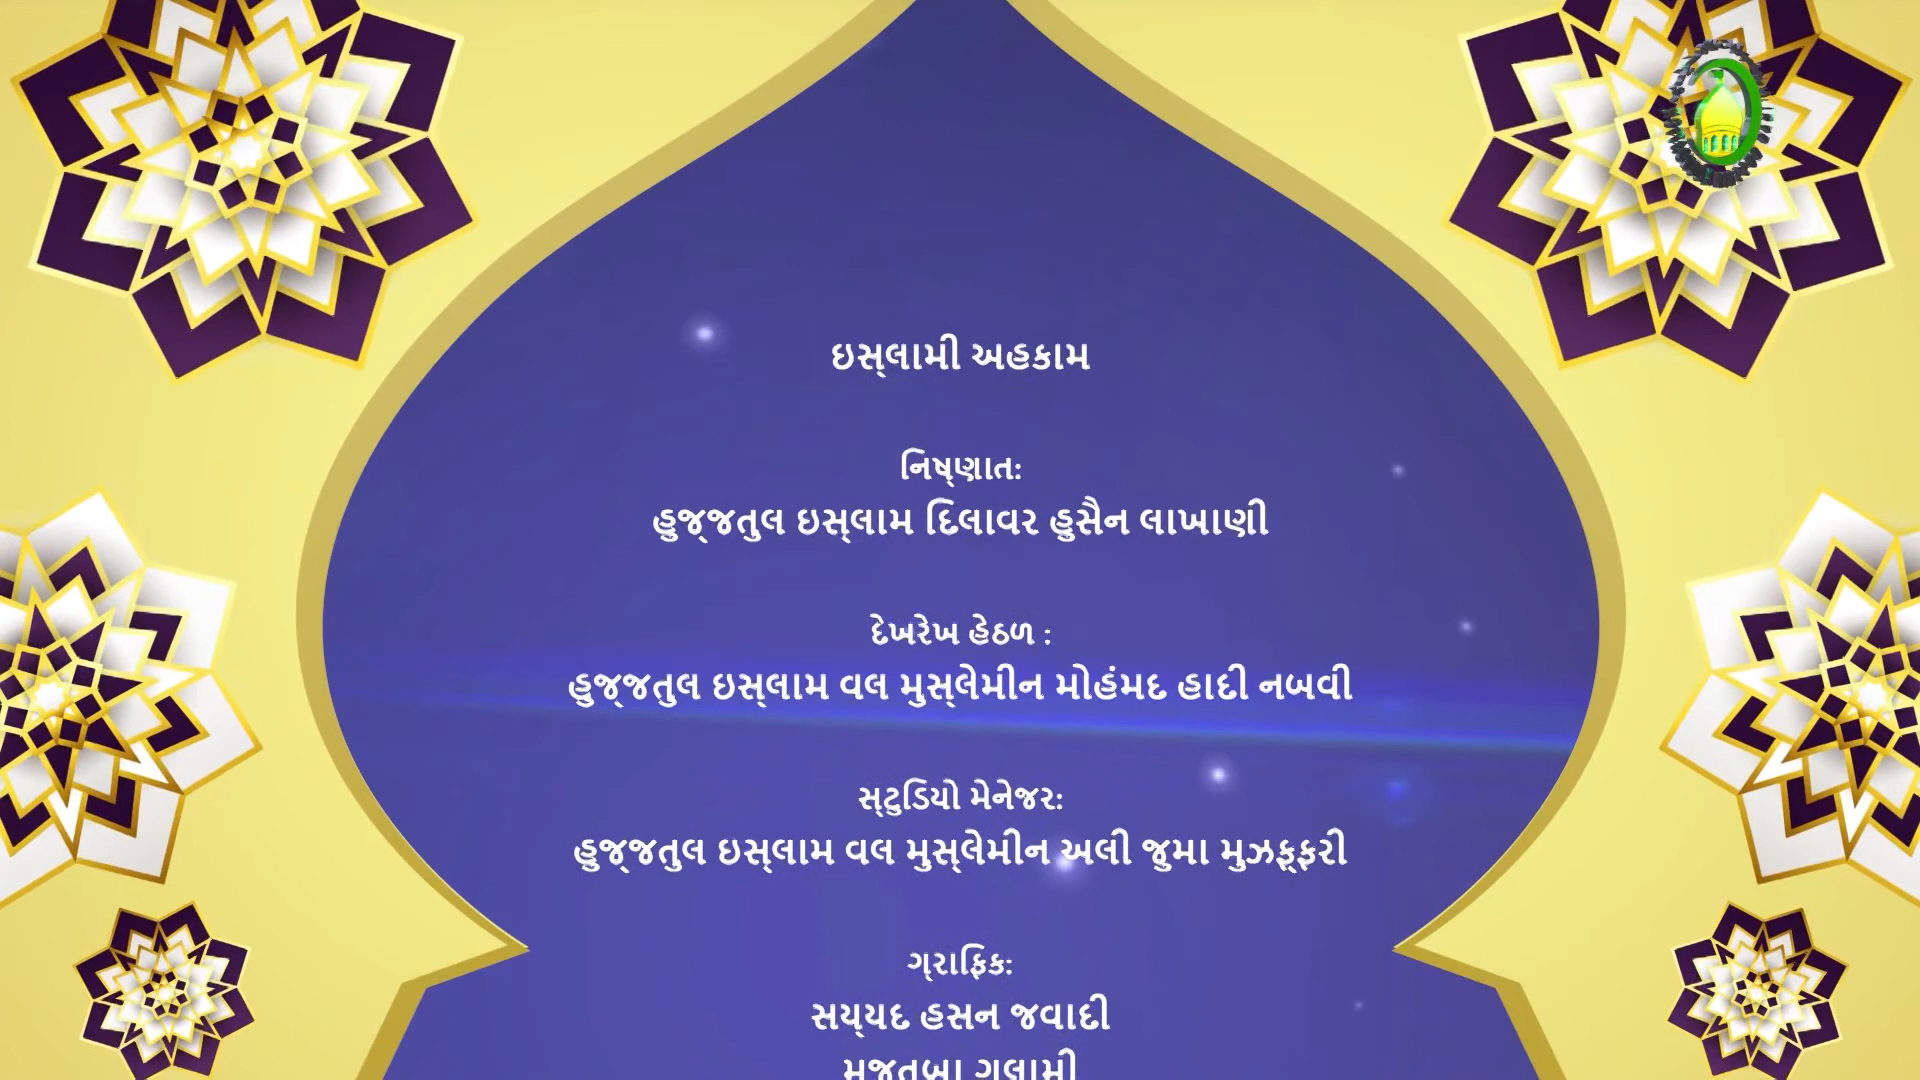 ઇસ્‌લામી અહકામ
નિષ્‌ણાત:
હુજ્‌જતુલ ઇસ્‌લામ દિલાવર હુસૈન લાખાણી
દેખરેખ હેઠળ :
હુજ્‌જતુલ ઇસ્‌લામ વલ મુસ્‌લેમીન મોહંમદ હાદી નબવી
સ્‌ટુડિયો મેનેજર:
હુજ્‌જતુલ ઇસ્‌લામ વલ મુસ્‌લેમીન અલી જુમા મુઝફ્‌ફરી
ગ્‌રાફિક:
સય્‌યદ હસન જવાદી